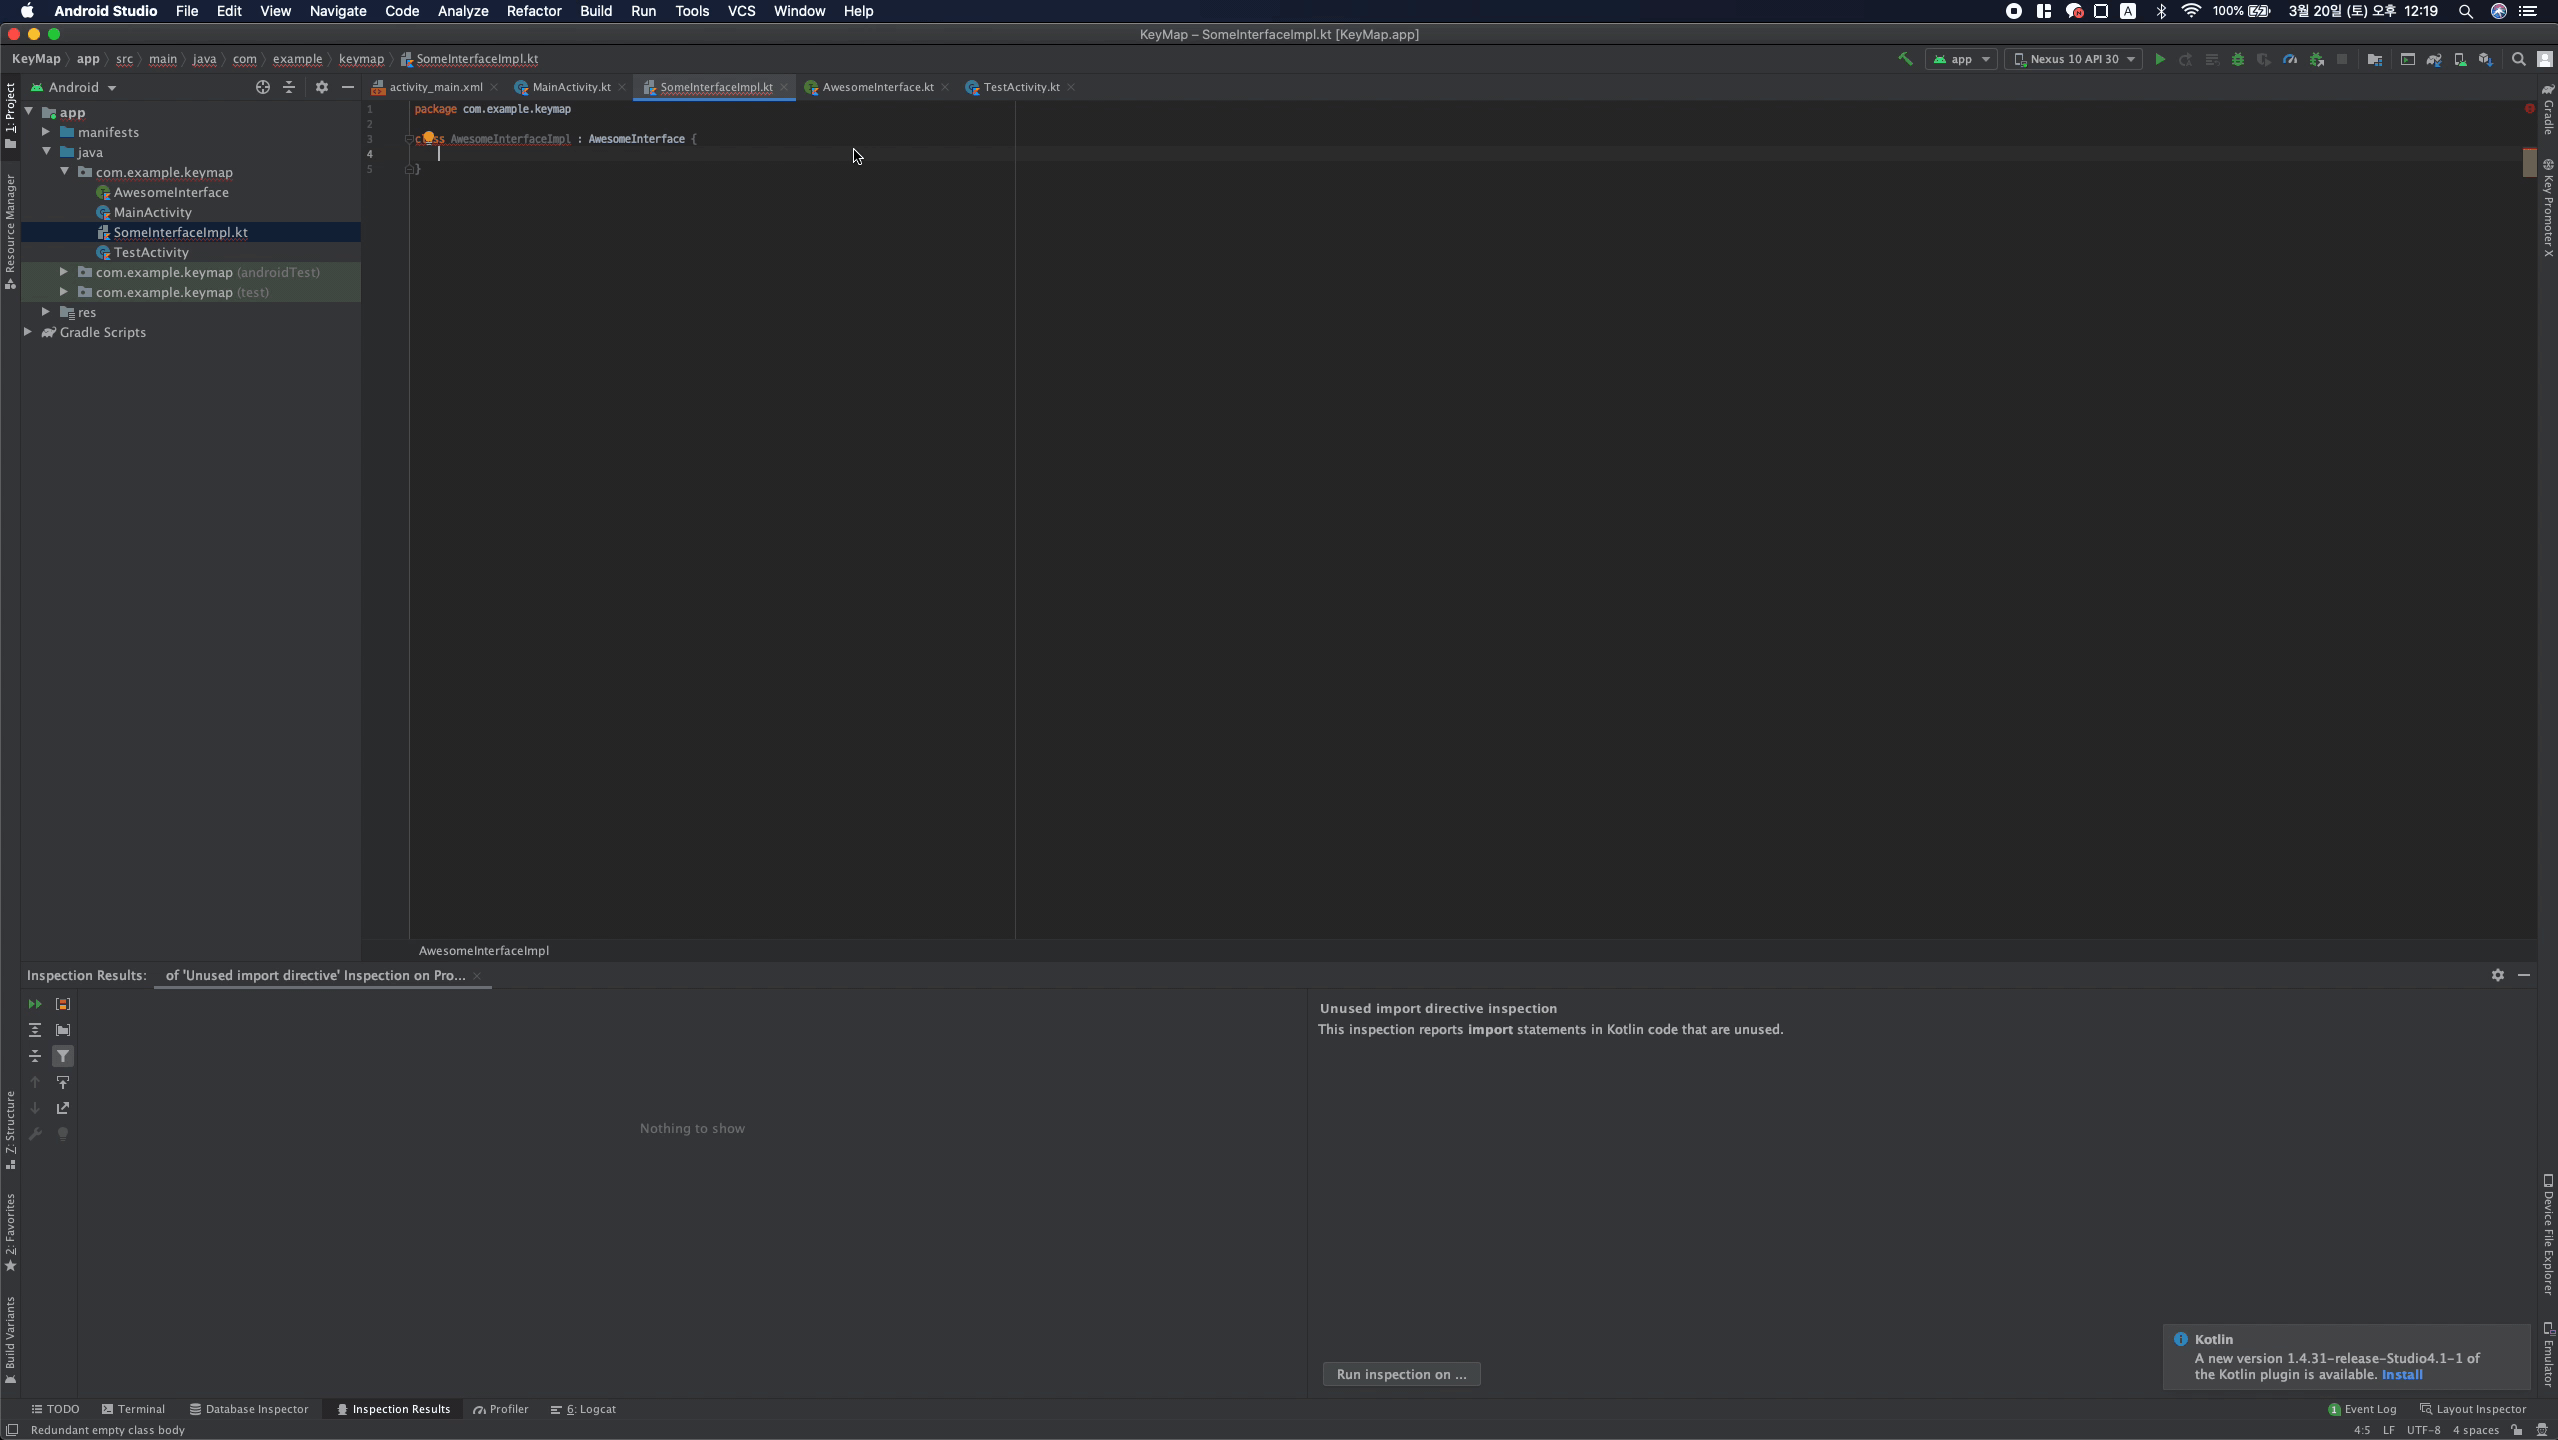 Android Studio File Edit View Navigate Code Analyze Refactor Build Run Tools VCS Window Help
A 100% 3월 20일 (토) 오후 12:19
KeyMap – SomeInterfaceImpl.kt [KeyMap.app]
KeyMap app src main java com example keymap SomeInterfaceImpl.kt
app Nexus 10 API 30
Android
activity_main.xml MainActivity.kt SomeInterfaceImpl.kt AwesomeInterface.kt TestActivity.kt
1: Project
Resource Manager
Z: Structure
2: Favorites
Build Variants
app
manifests
java
com.example.keymap
AwesomeInterface
MainActivity
SomeInterfaceImpl.kt
TestActivity
com.example.keymap (androidTest)
com.example.keymap (test)
res
Gradle Scripts
1 package com.example.keymap
2
3 class AwesomeInterfaceImpl : AwesomeInterface {
4
5 }
AwesomeInterfaceImpl
Gradle
Key Promoter X
Device File Explorer
Emulator
Inspection Results: of 'Unused import directive' Inspection on Pro...
Nothing to show
Unused import directive inspection
This inspection reports import statements in Kotlin code that are unused.
Run inspection on ...
Kotlin
A new version 1.4.31-release-Studio4.1-1 of
the Kotlin plugin is available. Install
TODO Terminal Database Inspector Inspection Results Profiler 6: Logcat
1 Event Log Layout Inspector
Redundant empty class body
4:5 LF UTF-8 4 spaces